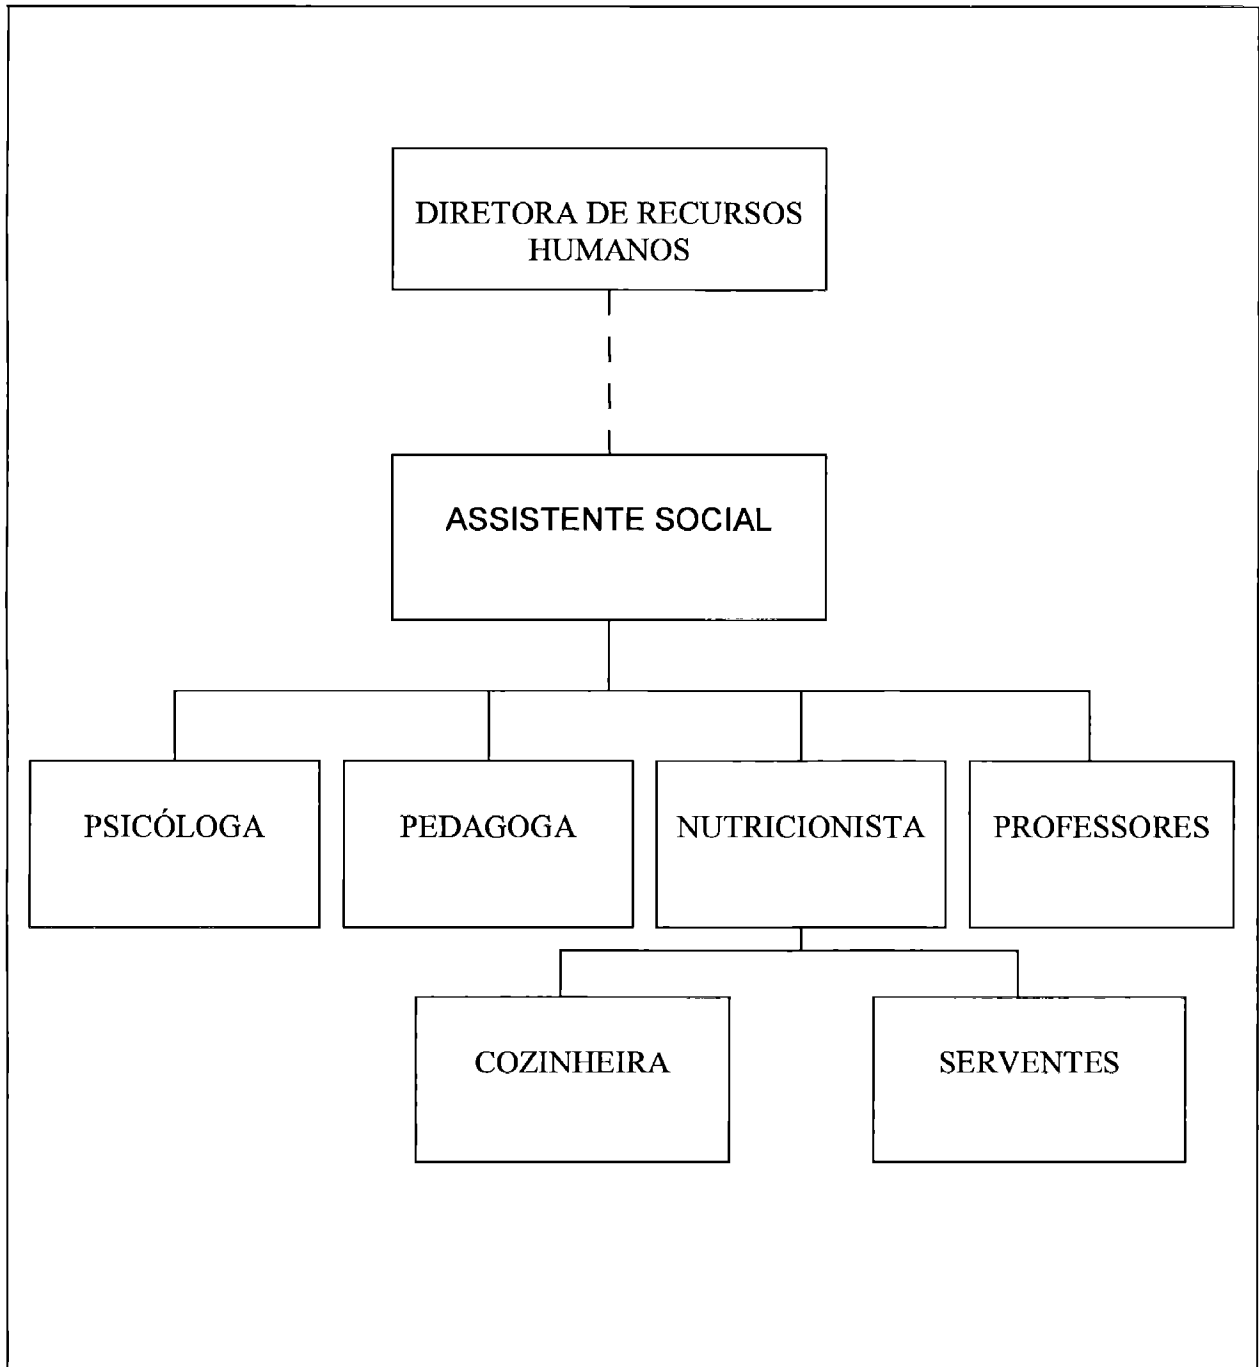 DIRETORA DE RECURSOS
HUMANOS
ASSISTENTE SOCIAL
PSICÓLOGA
PEDAGOGA
NUTRICIONISTA
PROFESSORES
COZINHEIRA
SERVENTES